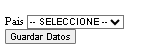 Pais -- SELECCIONE --
Guardar Datos